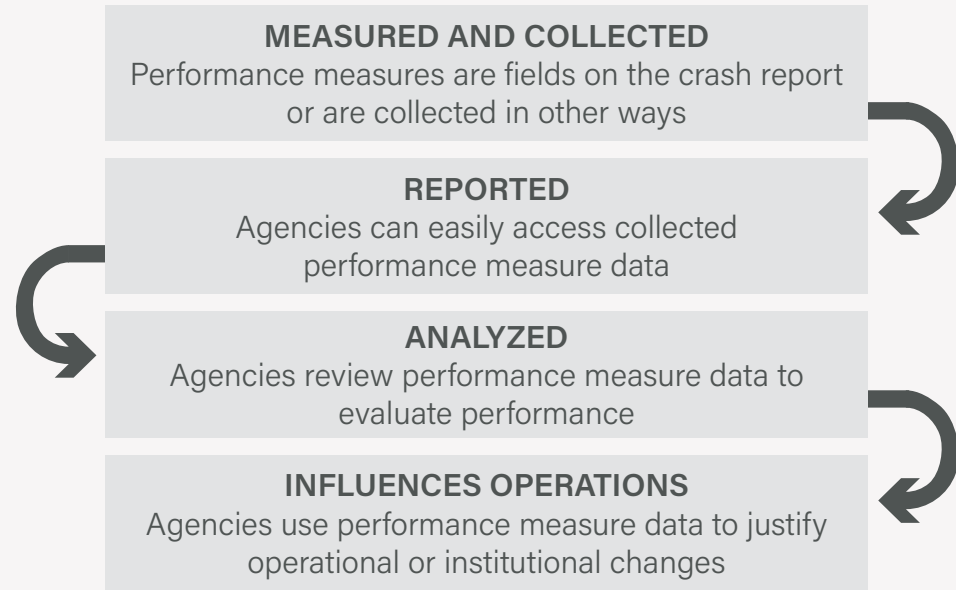 MEASURED AND COLLECTED
Performance measures are fields on the crash report
or are collected in other ways
REPORTED
Agencies can easily access collected
performance measure data
ANALYZED
Agencies review performance measure data to
evaluate performance
INFLUENCES OPERATIONS
Agencies use performance measure data to justify
operational or institutional changes